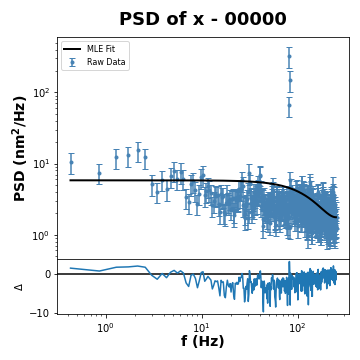 PSD of x - 00000
MLE Fit
Raw Data
PSD (nm²/Hz)
10²
10¹
10⁰
Δ
0
−10
10⁰
10¹
10²
f (Hz)